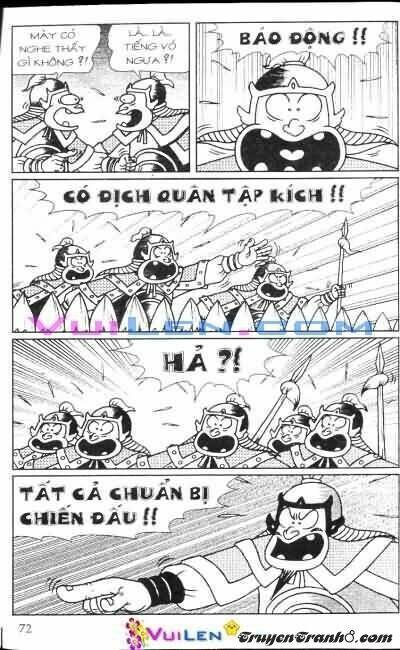 MÀY CÓ
NGHE THẤY
GÌ KHÔNG ?!
LÀ... LÀ...
TIẾNG VÓ
NGỰA ?!
BÁO ĐỘNG !!
CÓ ĐỊCH QUÂN TẬP KÍCH !!
VUILEN.COM
HẢ ?!
TẤT CẢ CHUẨN BỊ
CHIẾN ĐẤU !!
72
VUILEN
TruyenTranh8.com